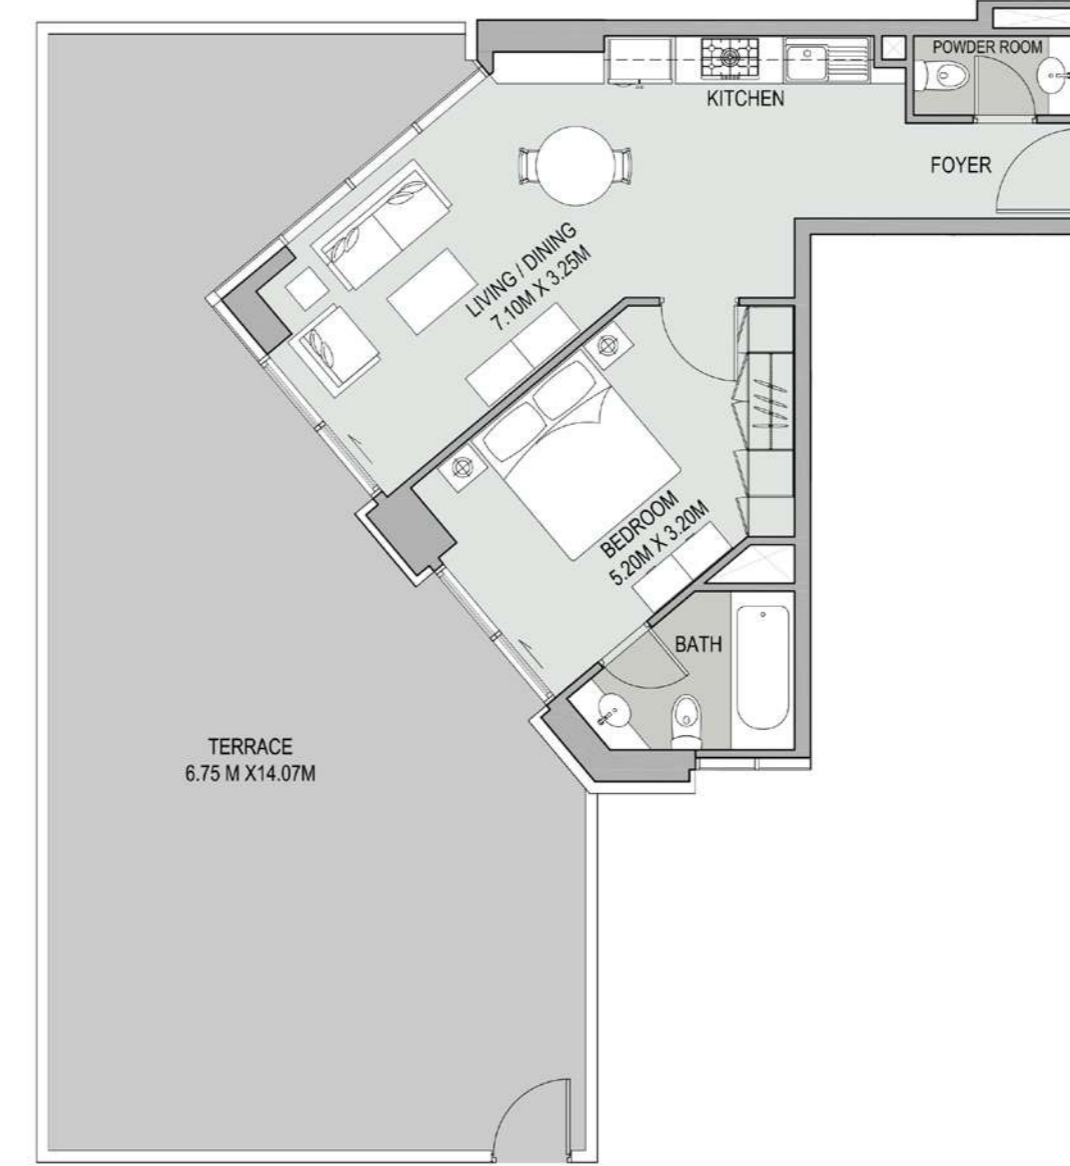 POWDER ROOM
KITCHEN
FOYER
LIVING / DINING
7.10M X 3.25M
BEDROOM
5.20M X 3.20M
BATH
TERRACE
6.75 M X14.07M